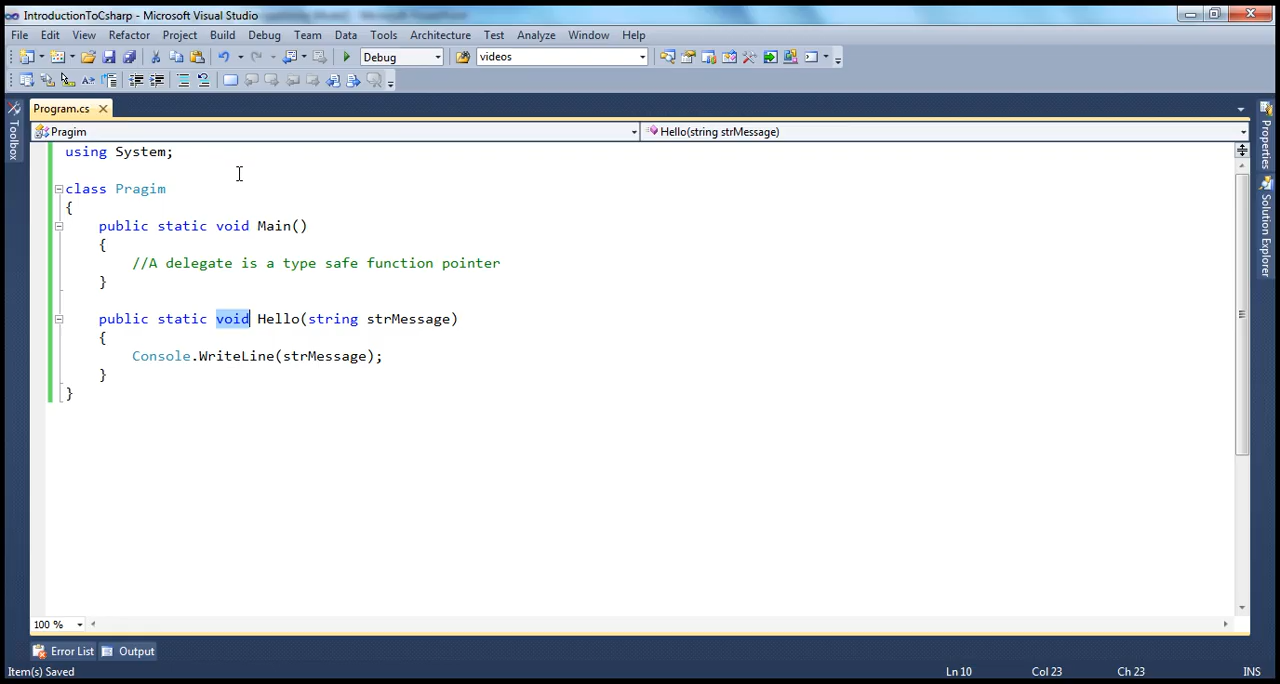 IntroductionToCsharp - Microsoft Visual Studio
File Edit View Refactor Project Build Debug Team Data Tools Architecture Test Analyze Window Help
Debug videos
Program.cs
Pragim Hello(string strMessage)
using System;
class Pragim
{
public static void Main()
{
//A delegate is a type safe function pointer
}
public static void Hello(string strMessage)
{
Console.WriteLine(strMessage);
}
}
Toolbox
Properties
Solution Explorer
100 %
Error List Output
Item(s) Saved Ln 10 Col 23 Ch 23 INS